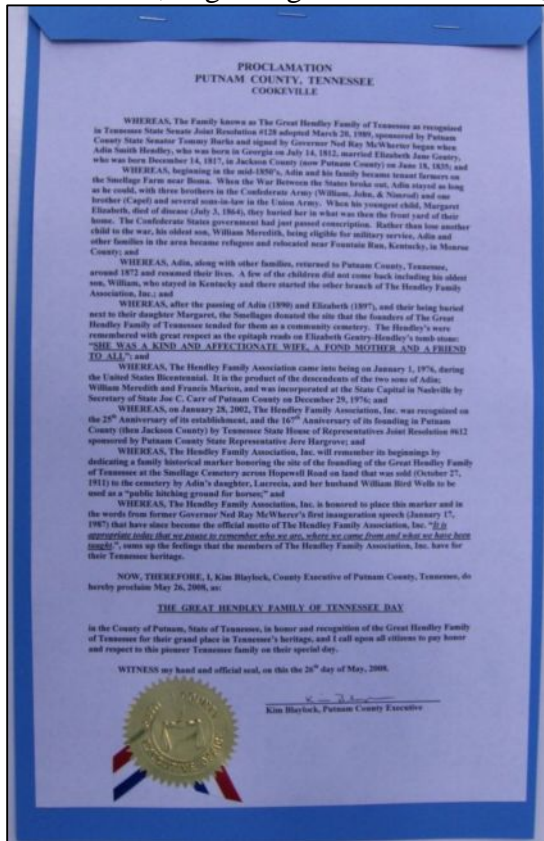 PROCLAMATION
PUTNAM COUNTY, TENNESSEE
COOKEVILLE
WHEREAS, The Family known as The Great Hendley Family of Tennessee as recognized
in Tennessee State Senate Joint Resolution #128 adopted March 20, 1989, sponsored by Putnam
County State Senator Tommy Burks and signed by Governor Ned Ray McWherter began when
Adin Smith Hendley, who was born in Georgia on July 14, 1812, married Elizabeth Jane Gentry,
who was born December 14, 1817, in Jackson County (now Putnam County) on June 18, 1835; and
WHEREAS, beginning in the mid-1850's, Adin and his family became tenant farmers on
the Smellage Farm near Boma. When the War Between the States broke out, Adin stayed as long
as he could, with three brothers in the Confederate Army (William, John, & Nimrod) and one
brother (Capel) and several sons-in-law in the Union Army. When his youngest child, Margaret
Elizabeth, died of disease (July 3, 1864), they buried her in what was then the front yard of their
home. The Confederate States government had just passed conscription. Rather than lose another
child to the war, his oldest son, William Meredith, being eligible for military service, Adin and
other families in the area became refugees and relocated near Fountain Run, Kentucky, in Monroe
County; and
WHEREAS, Adin, along with other families, returned to Putnam County, Tennessee,
around 1872 and resumed their lives. A few of the children did not come back including his oldest
son, William, who stayed in Kentucky and there started the other branch of The Hendley Family
Association, Inc.; and
WHEREAS, after the passing of Adin (1890) and Elizabeth (1897), and their being buried
next to their daughter Margaret, the Smellages donated the site that the founders of The Great
Hendley Family of Tennessee tended for them as a community cemetery. The Hendley's were
remembered with great respect as the epitaph reads on Elizabeth Gentry-Hendley's tomb stone:
"SHE WAS A KIND AND AFFECTIONATE WIFE, A FOND MOTHER AND A FRIEND
TO ALL"; and
WHEREAS, The Hendley Family Association came into being on January 1, 1976, during
the United States Bicentennial. It is the product of the descendents of the two sons of Adin;
William Meredith and Francis Marion, and was incorporated at the State Capital in Nashville by
Secretary of State Joe C. Carr of Putnam County on December 29, 1976; and
WHEREAS, on January 28, 2002, The Hendley Family Association, Inc. was recognized on
the 25th Anniversary of its establishment, and the 167th Anniversary of its founding in Putnam
County (then Jackson County) by Tennessee State House of Representatives Joint Resolution #612
sponsored by Putnam County State Representative Jere Hargrove; and
WHEREAS, The Hendley Family Association, Inc. will remember its beginnings by
dedicating a family historical marker honoring the site of the founding of the Great Hendley Family
of Tennessee at the Smellage Cemetery across Hopewell Road on land that was sold (October 27,
1911) to the cemetery by Adin's daughter, Lucrecia, and her husband William Bird Wells to be
used as a "public hitching ground for horses;" and
WHEREAS, The Hendley Family Association, Inc. is honored to place this marker and in
the words from former Governor Ned Ray McWherter's first inauguration speech (January 17,
1987) that have since become the official motto of The Hendley Family Association, Inc. "It is
appropriate today that we pause to remember who we are, where we came from and what we have been
taught.", sums up the feelings that the members of The Hendley Family Association, Inc. have for
their Tennessee heritage.
NOW, THEREFORE, I, Kim Blaylock, County Executive of Putnam County, Tennessee, do
hereby proclaim May 26, 2008, as:
THE GREAT HENDLEY FAMILY OF TENNESSEE DAY
in the County of Putnam, State of Tennessee, in honor and recognition of the Great Hendley Family
of Tennessee for their grand place in Tennessee's heritage, and I call upon all citizens to pay honor
and respect to this pioneer Tennessee family on their special day.
WITNESS my hand and official seal, on this the 26th day of May, 2008.
Kim Blaylock, Putnam County Executive